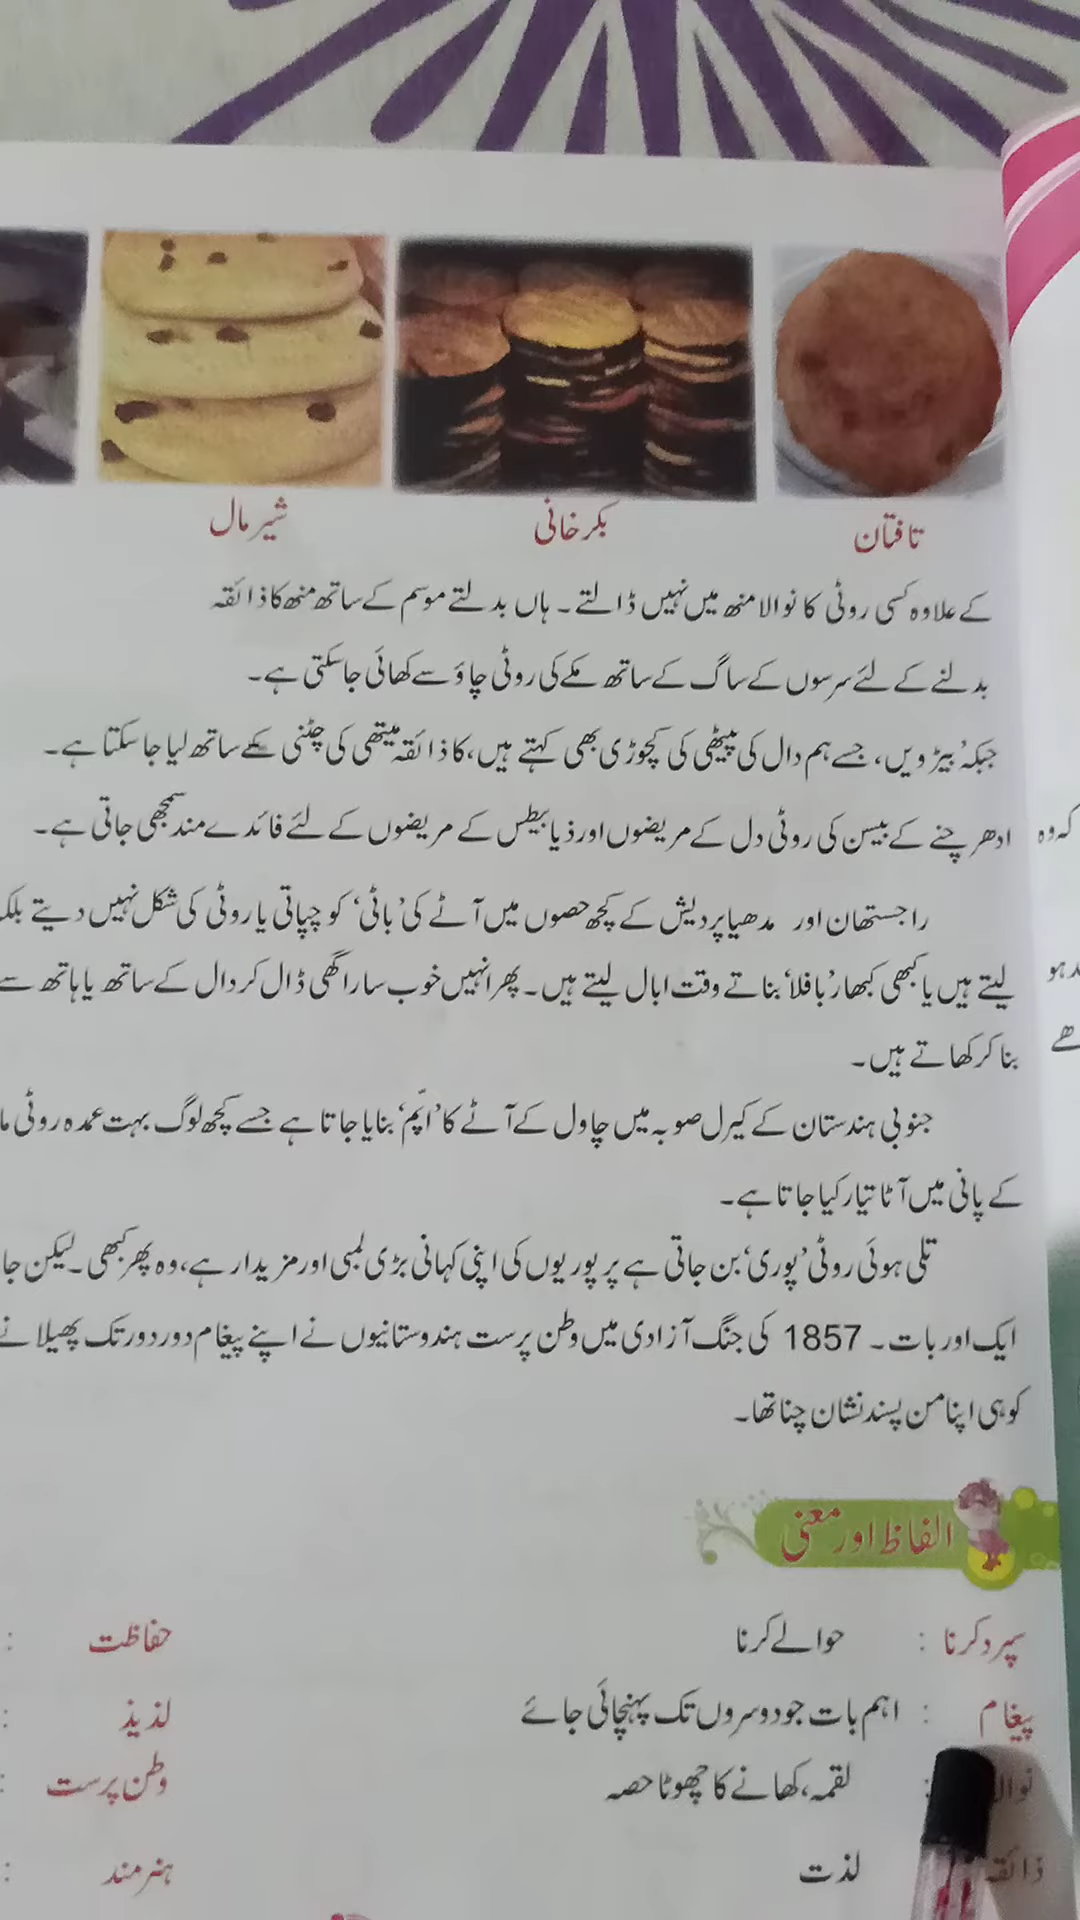 تافتان
بکرخانی
شیرمال
کے علاوہ کسی روٹی کا نوالا منھ میں نہیں ڈالتے۔ ہاں بدلتے موسم کے ساتھ منھ کا ذائقہ
بدلنے کے لئے سرسوں کے ساگ کے ساتھ مکے کی روٹی چاؤ سے کھائی جاسکتی ہے۔
جبکہ 'بیڑویں، جسے ہم دال کی پیٹھی کی کچوڑی بھی کہتے ہیں، کا ذائقہ میتھی کی چٹنی کے ساتھ لیا جاسکتا ہے۔
ادھر چنے کے بیسن کی روٹی دل کے مریضوں اور ذیابیطس کے مریضوں کے لئے فائدے مند سمجھی جاتی ہے۔
راجستھان اور مدھیا پردیش کے کچھ حصوں میں آٹے کی 'باٹی' کو چپاتی یا روٹی کی شکل نہیں دیتے
لیتے ہیں یا کبھی کبھار 'بافلا' بناتے وقت ابال لیتے ہیں۔ پھر انہیں خوب سارا گھی ڈال کر دال کے ساتھ یا ہاتھ سے
بنا کر کھاتے ہیں۔
جنوبی ہندستان کے کیرل صوبہ میں چاول کے آٹے کا 'اپّم' بنایا جاتا ہے جسے کچھ لوگ بہت عمدہ روٹی
کے پانی میں آٹا تیار کیا جاتا ہے۔
تلی ہوئی روٹی 'پوری' بن جاتی ہے پر پوریوں کی اپنی کہانی بڑی لمبی اور مزیدار ہے، وہ پھر کبھی۔ لیکن
ایک اور بات۔ 1857 کی جنگ آزادی میں وطن پرست ہندوستانیوں نے اپنے پیغام دور دور تک پھیلانے
کو ہی اپنا من پسند نشان چنا تھا۔
کہ وہ
الفاظ اور معنی
سپرد کرنا : حوالے کرنا
حفاظت :
پیغام : اہم بات جو دوسروں تک پہنچائی جائے
لذیذ :
: لقمہ، کھانے کا چھوٹا حصہ
وطن پرست :
ذائقہ لذت
ہنرمند :